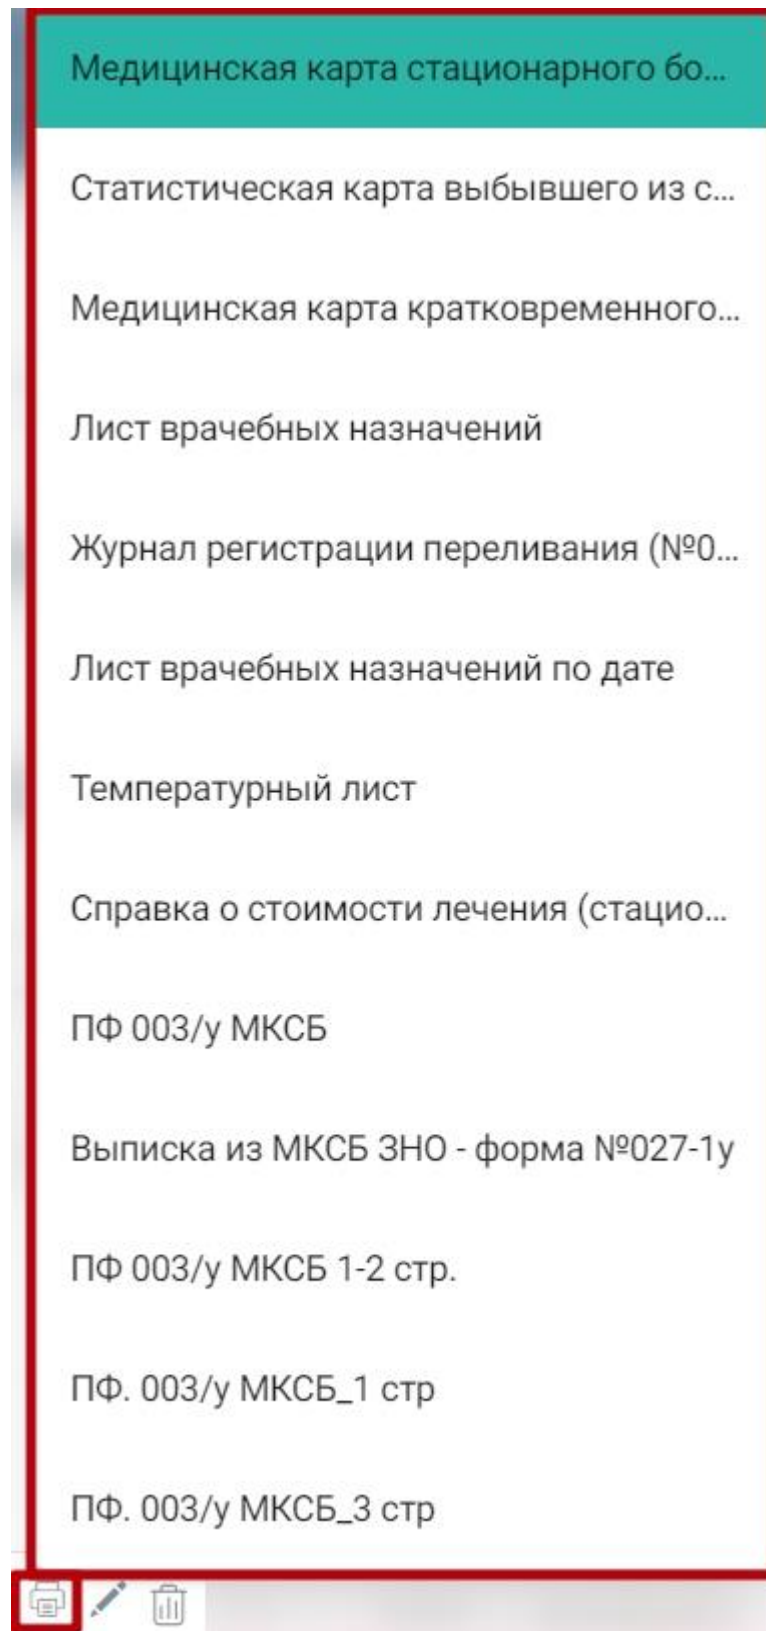 Медицинская карта стационарного бо...
Статистическая карта выбывшего из с...
Медицинская карта кратковременного...
Лист врачебных назначений
Журнал регистрации переливания (№0...
Лист врачебных назначений по дате
Температурный лист
Справка о стоимости лечения (стацио...
ПФ 003/у МКСБ
Выписка из МКСБ ЗНО - форма №027-1у
ПФ 003/у МКСБ 1-2 стр.
ПФ. 003/у МКСБ_1 стр
ПФ. 003/у МКСБ_3 стр